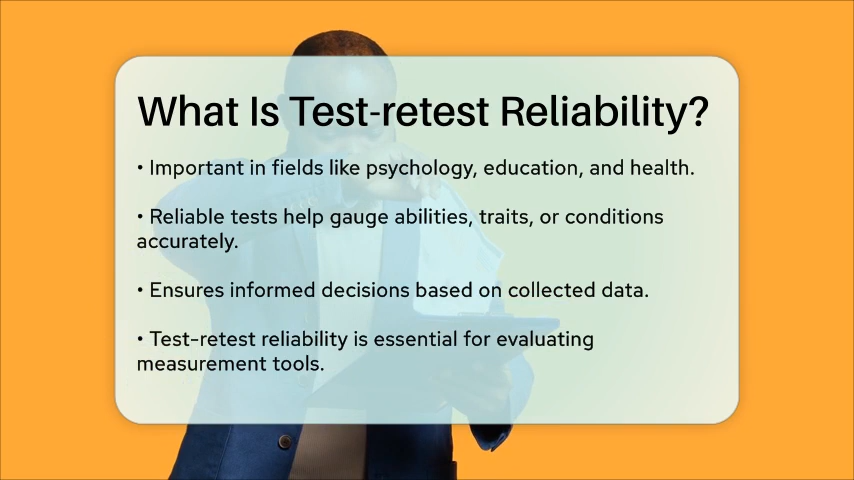 What Is Test-retest Reliability?
• Important in fields like psychology, education, and health.
• Reliable tests help gauge abilities, traits, or conditions
accurately.
• Ensures informed decisions based on collected data.
• Test-retest reliability is essential for evaluating
measurement tools.